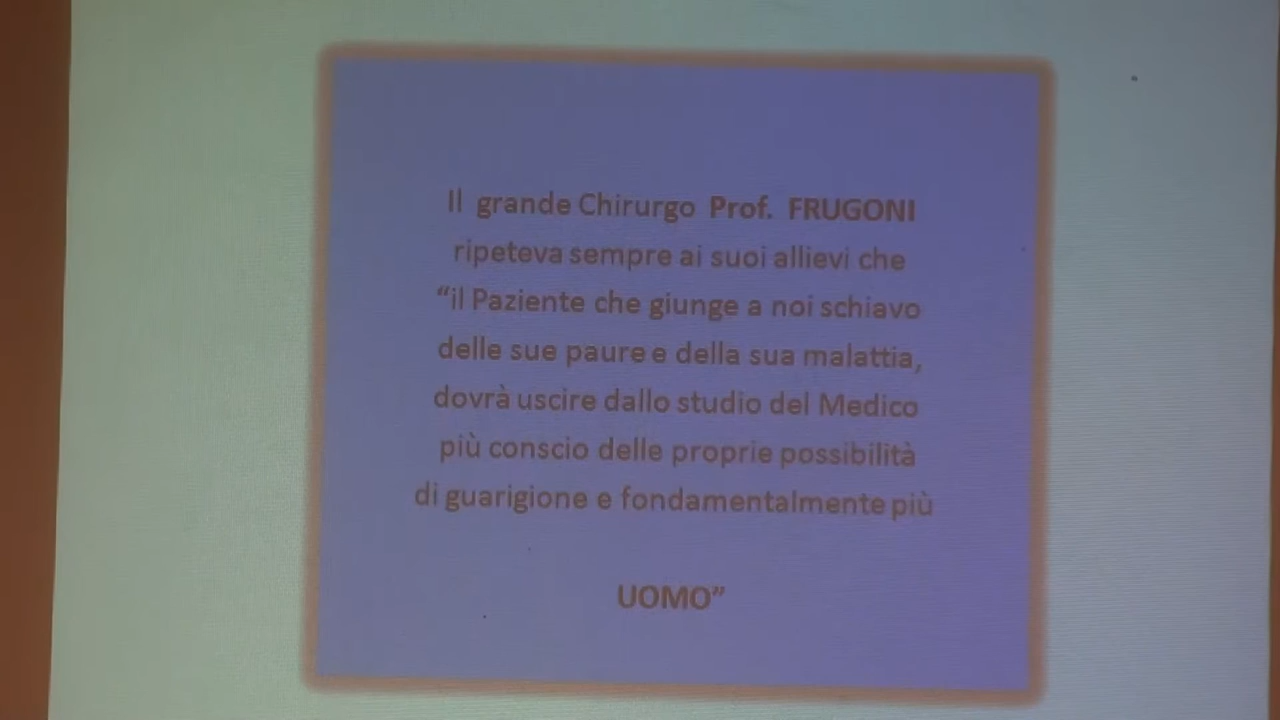 Il grande Chirurgo Prof. FRUGONI
ripeteva sempre ai suoi allievi che
“il Paziente che giunge a noi schiavo
delle sue paure e della sua malattia,
dovrà uscire dallo studio del Medico
più conscio delle proprie possibilità
di guarigione e fondamentalmente più
UOMO”